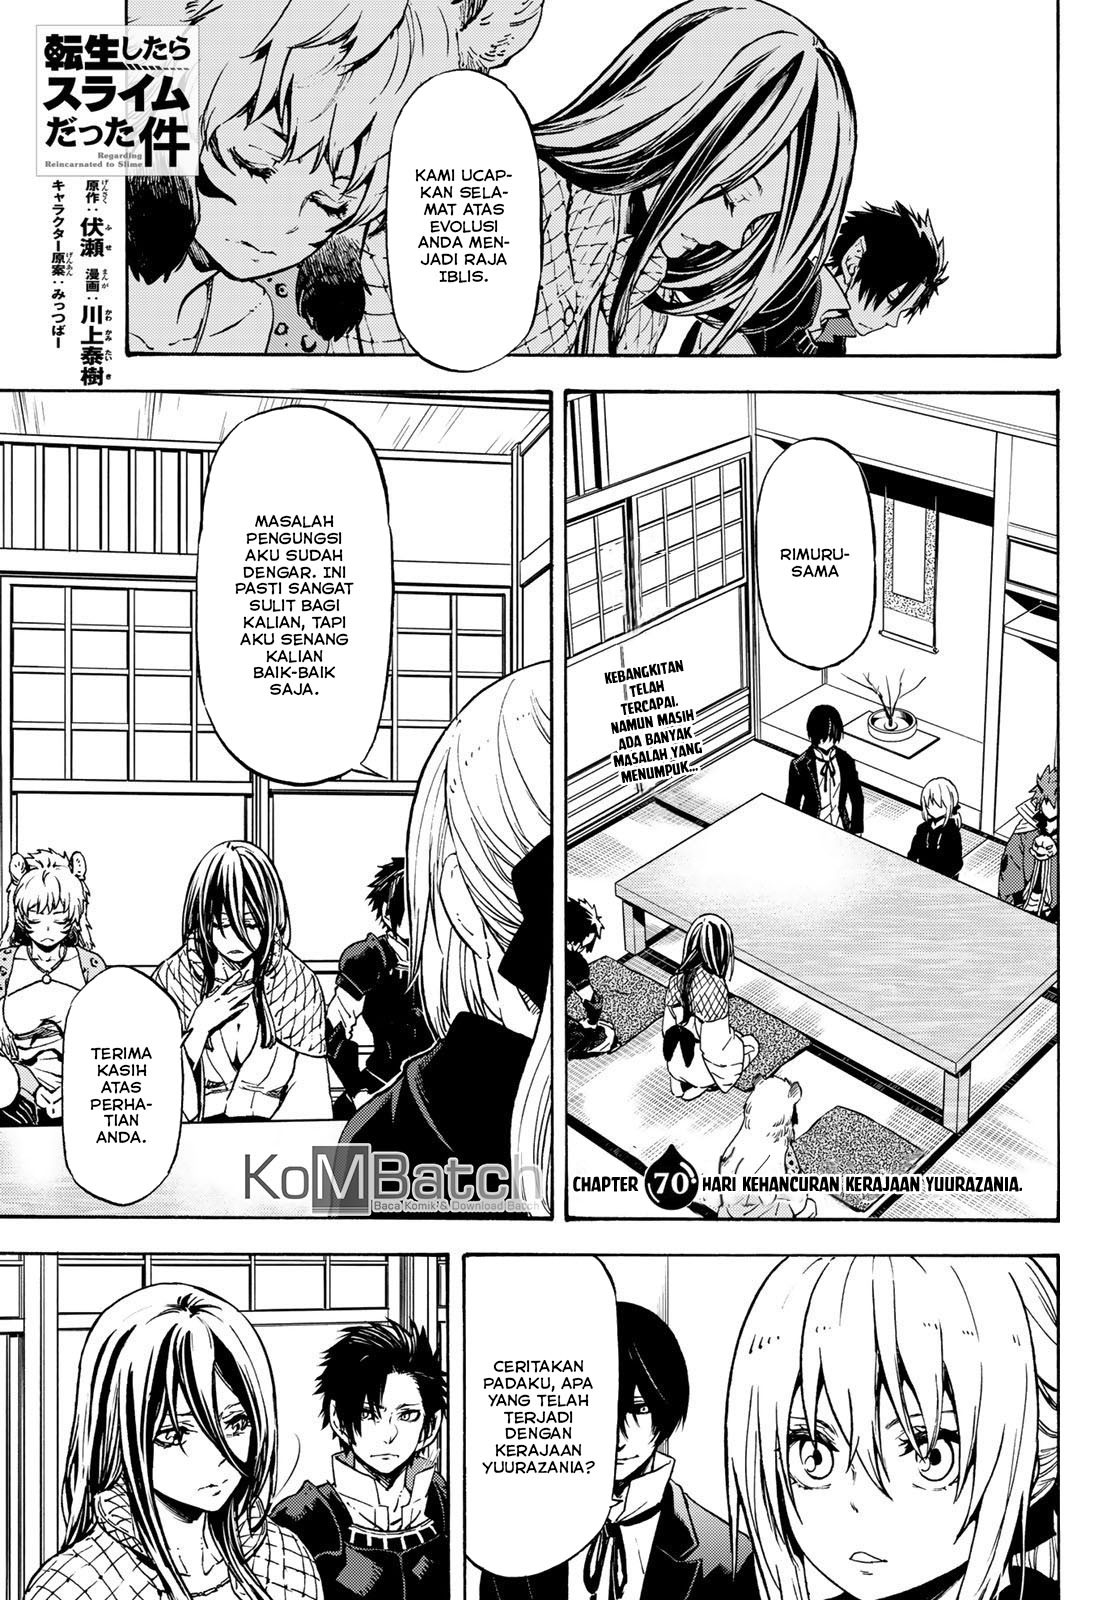 転生したら
スライム
だった件
Regarding
Reincarnated to Slime
原作：伏瀬 漫画：川上泰樹
キャラクター原案：みっつばー
KAMI UCAP-
KAN SELA-
MAT ATAS
EVOLUSI
ANDA MEN-
JADI RAJA
IBLIS.
RIMURU-
SAMA
KEBANGKITAN
TELAH
TERCAPAI.
NAMUN MASIH
ADA BANYAK
MASALAH YANG
MENUMPUK...
CHAPTER 70 HARI KEHANCURAN KERAJAAN YUURAZANIA.
MASALAH
PENGUNGSI
AKU SUDAH
DENGAR. INI
PASTI SANGAT
SULIT BAGI
KALIAN, TAPI
AKU SENANG
KALIAN
BAIK-BAIK
SAJA.
TERIMA
KASIH
ATAS
PERHA-
TIAN
ANDA.
KoMBatch
Baca Komik & Download Batch
CERITAKAN
PADAKU, APA
YANG TELAH
TERJADI
DENGAN
KERAJAAN
YUURAZANIA?